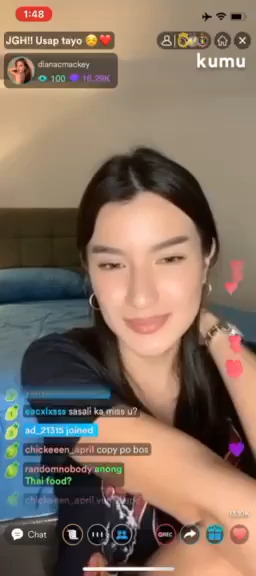 1:48
JGH!! Usap tayo 😔❤️
kumu
dianacmackey
100 16.29K
eacxlxsss sasali ka miss u?
ad_21315 joined
chickeeen_april copy po bos
randomnobody anong
Thai food?
chickeeen_april
Chat